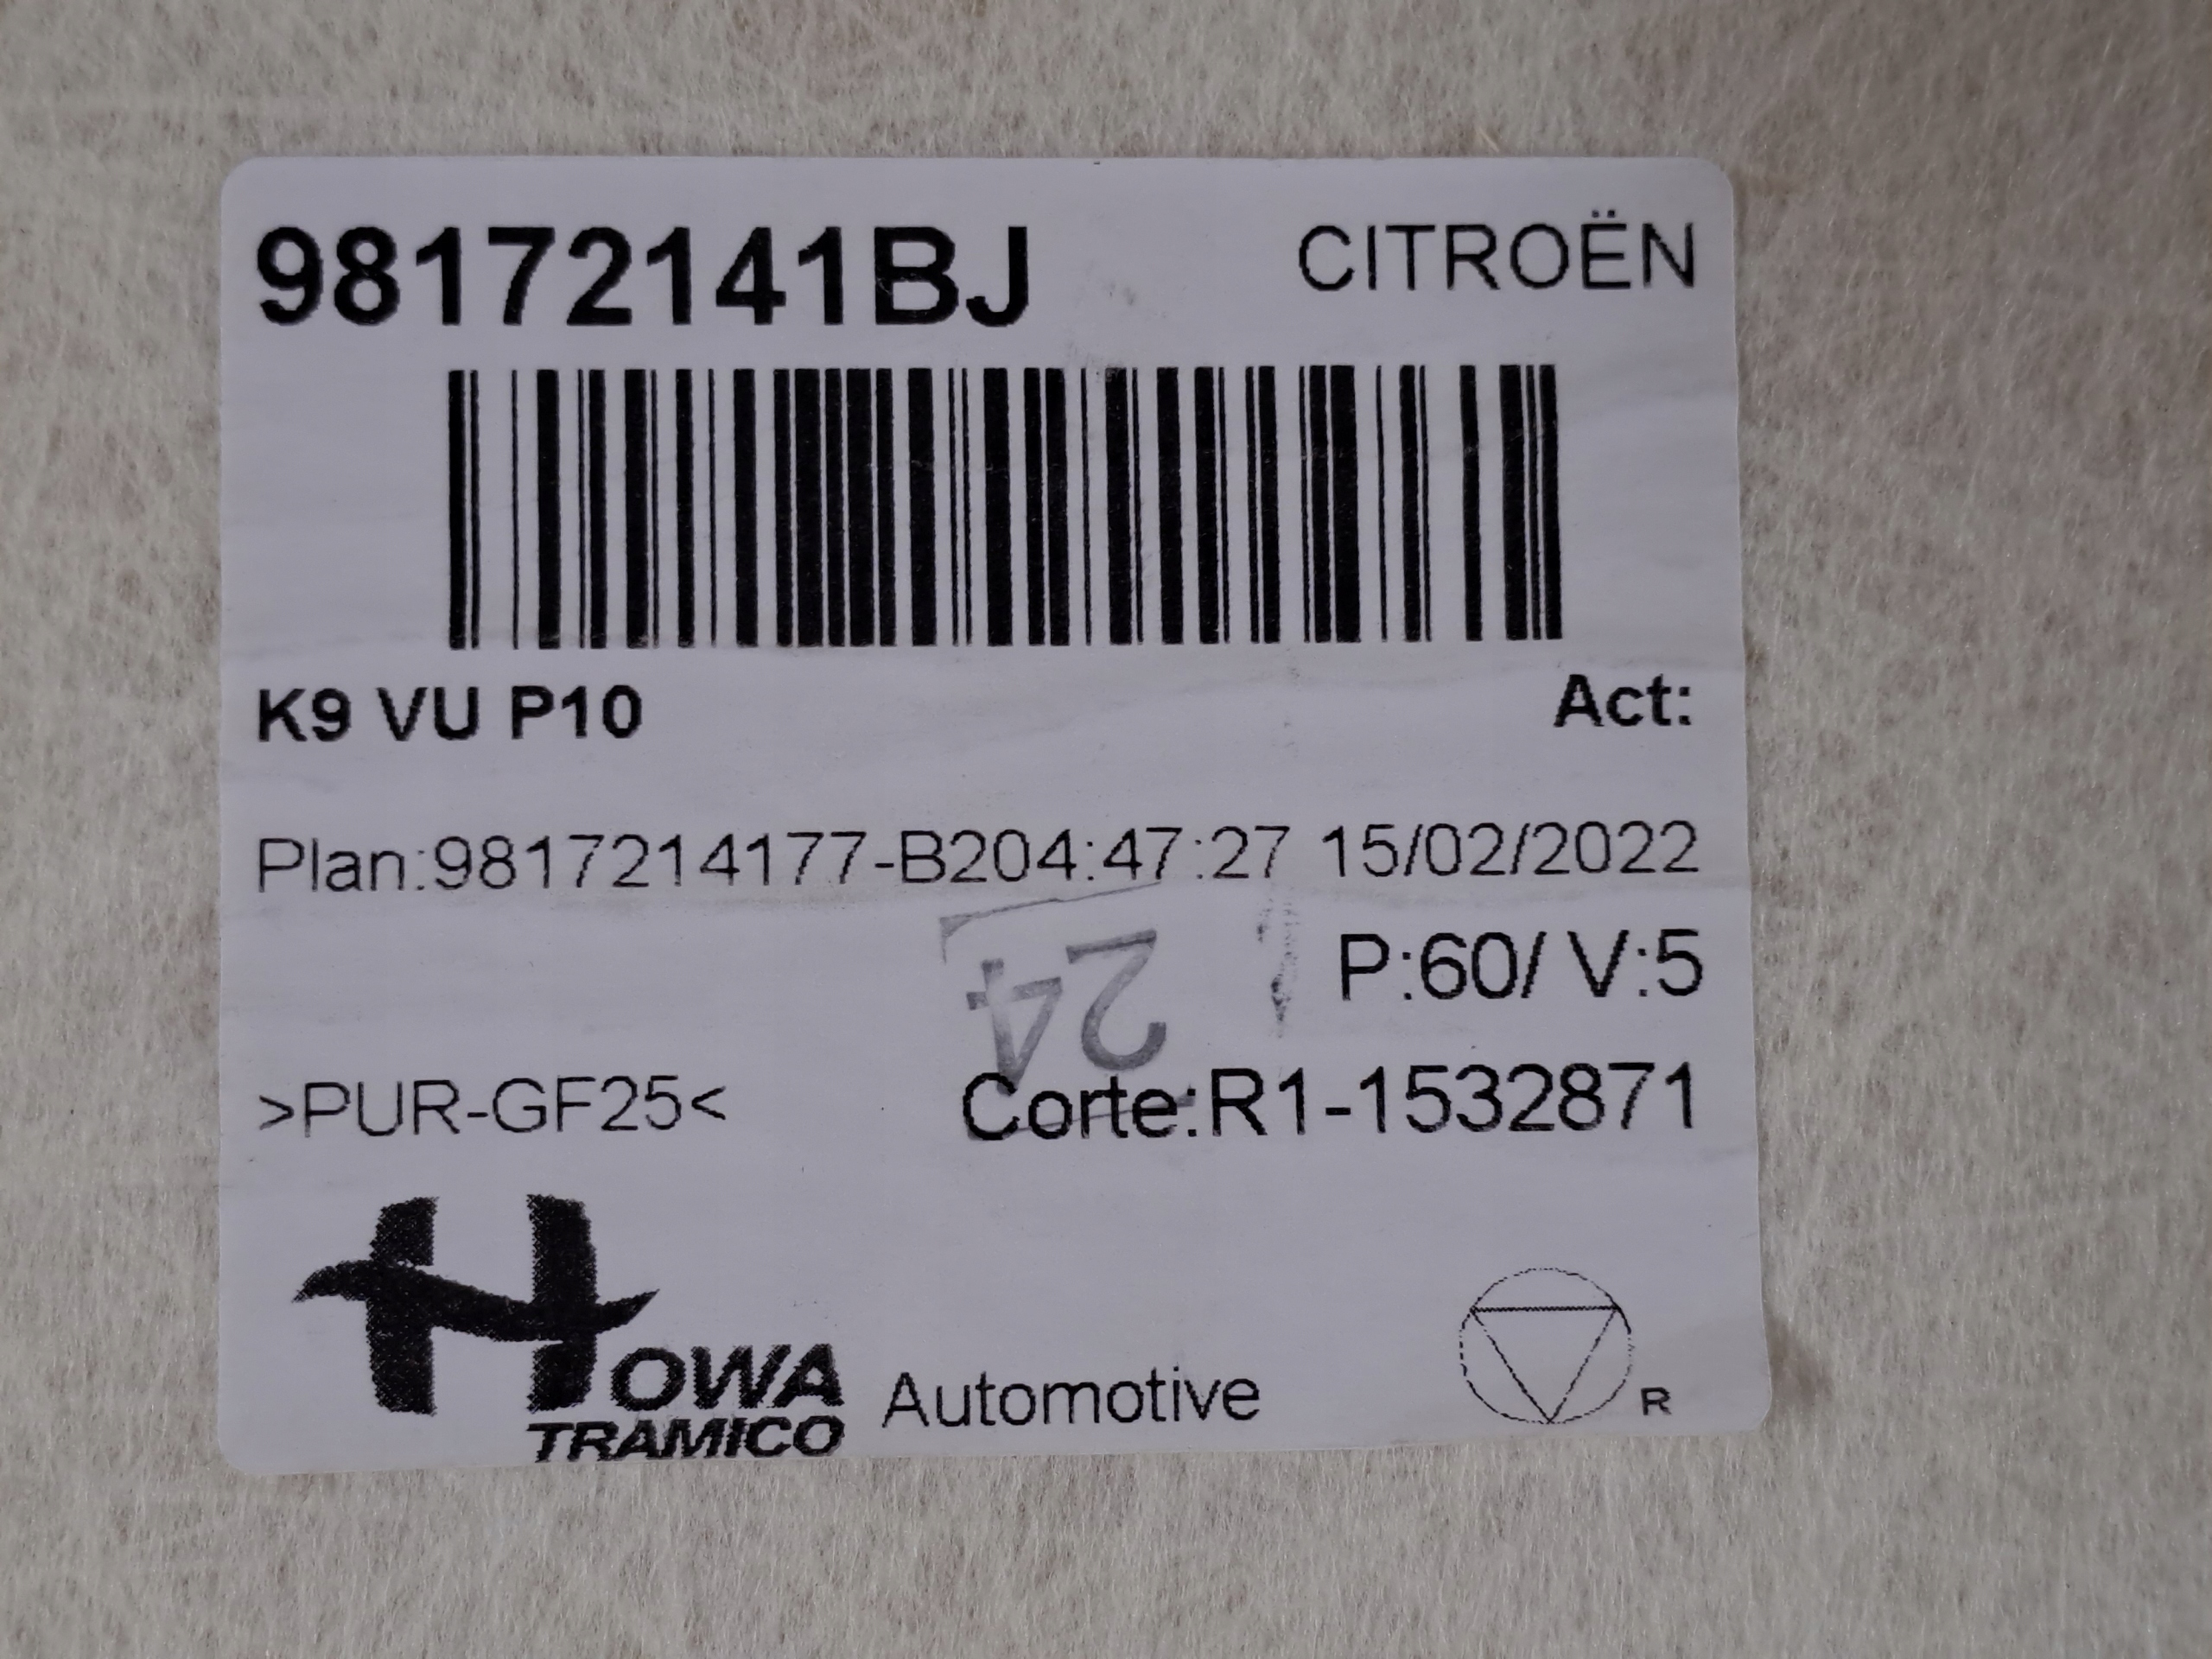 98172141BJ CITROËN
K9 VU P10 Act:
Plan:9817214177-B204:47:27 15/02/2022
24
P:60/ V:5
>PUR-GF25< Corte:R1-1532871
HOWA
TRAMICO Automotive
R